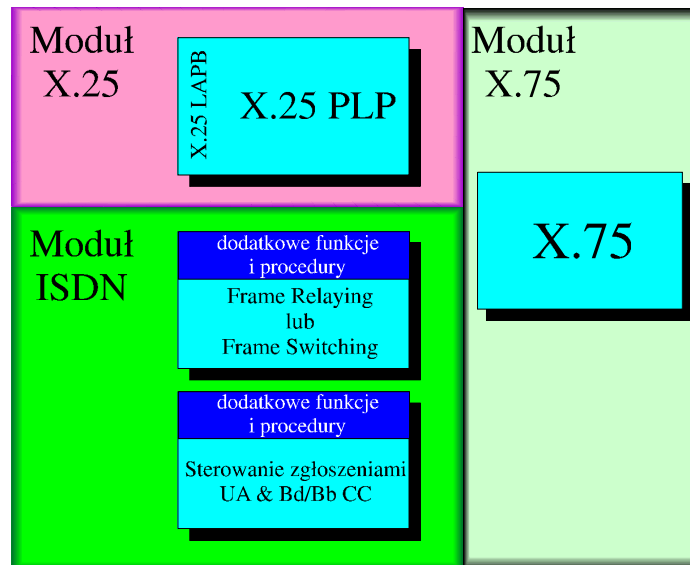 Moduł
X.25
X.25 LAPB
X.25 PLP
Moduł
X.75
X.75
Moduł
ISDN
dodatkowe funkcje
i procedury
Frame Relaying
lub
Frame Switching
dodatkowe funkcje
i procedury
Sterowanie zgłoszeniami
UA & Bd/Bb CC